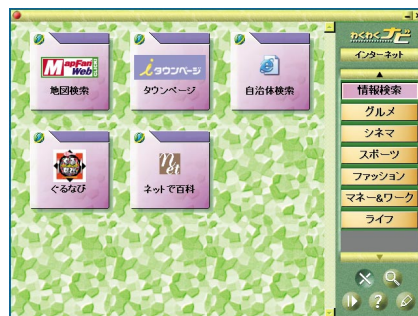 わくわくナビ
インターネット
MapFan Web
地図検索
iタウンページ
タウンページ
自治体検索
ぐるなび
Net
ネットで百科
情報検索
グルメ
シネマ
スポーツ
ファッション
マネー&ワーク
ライフ
?